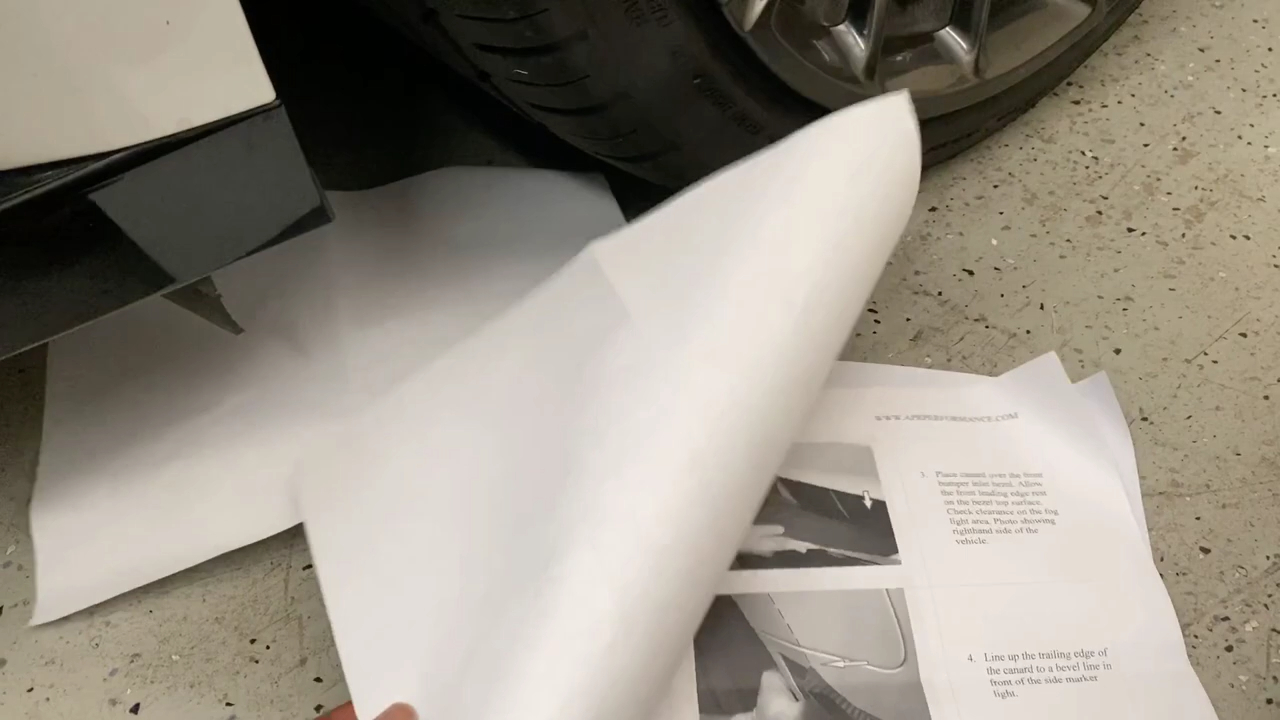 WWW.APRPERFORMANCE.COM
3. Place canard over the front
bumper inlet bezel. Allow
the front leading edge rest
on the bezel top surface.
Check clearance on the fog
light area. Photo showing
righthand side of the
vehicle.
4. Line up the trailing edge of
the canard to a bevel line in
front of the side marker
light.